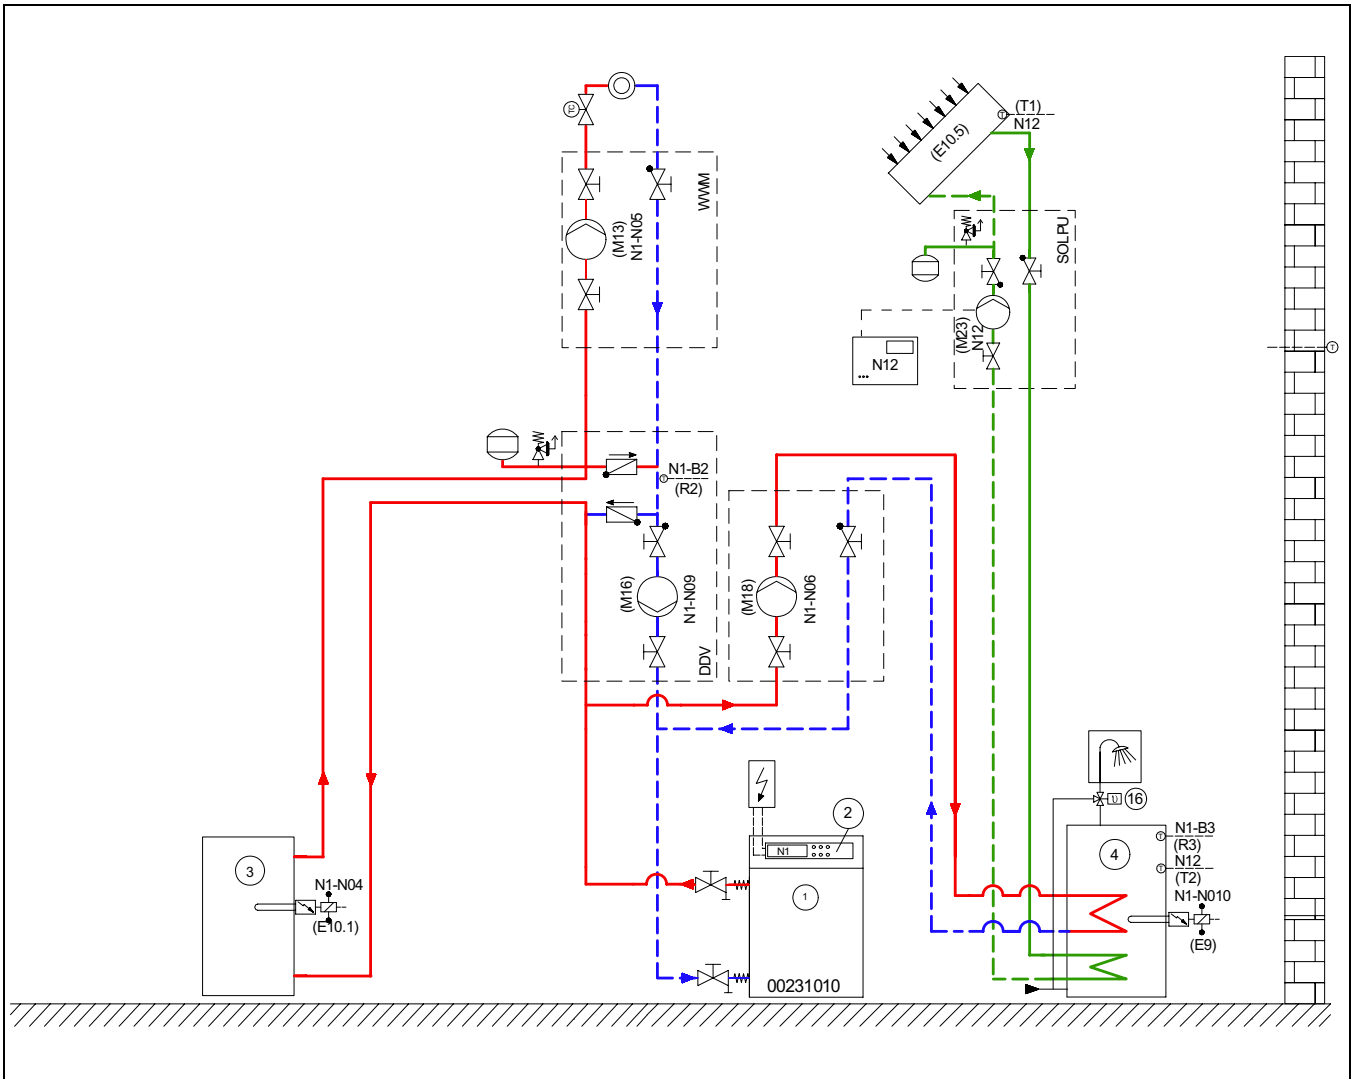 TC
WWM
(M13)
N1-N05
(T1)
N12
(E10.5)
SOLPU
(M23)
N12
N12
T
T
N1-B2
(R2)
T
(M16)
N1-N09
DDV
(M18)
N1-N06
16
2
N1
1
00231010
3
N1-N04
(E10.1)
4
N1-B3
(R3)
T
N12
(T2)
T
N1-N010
(E9)